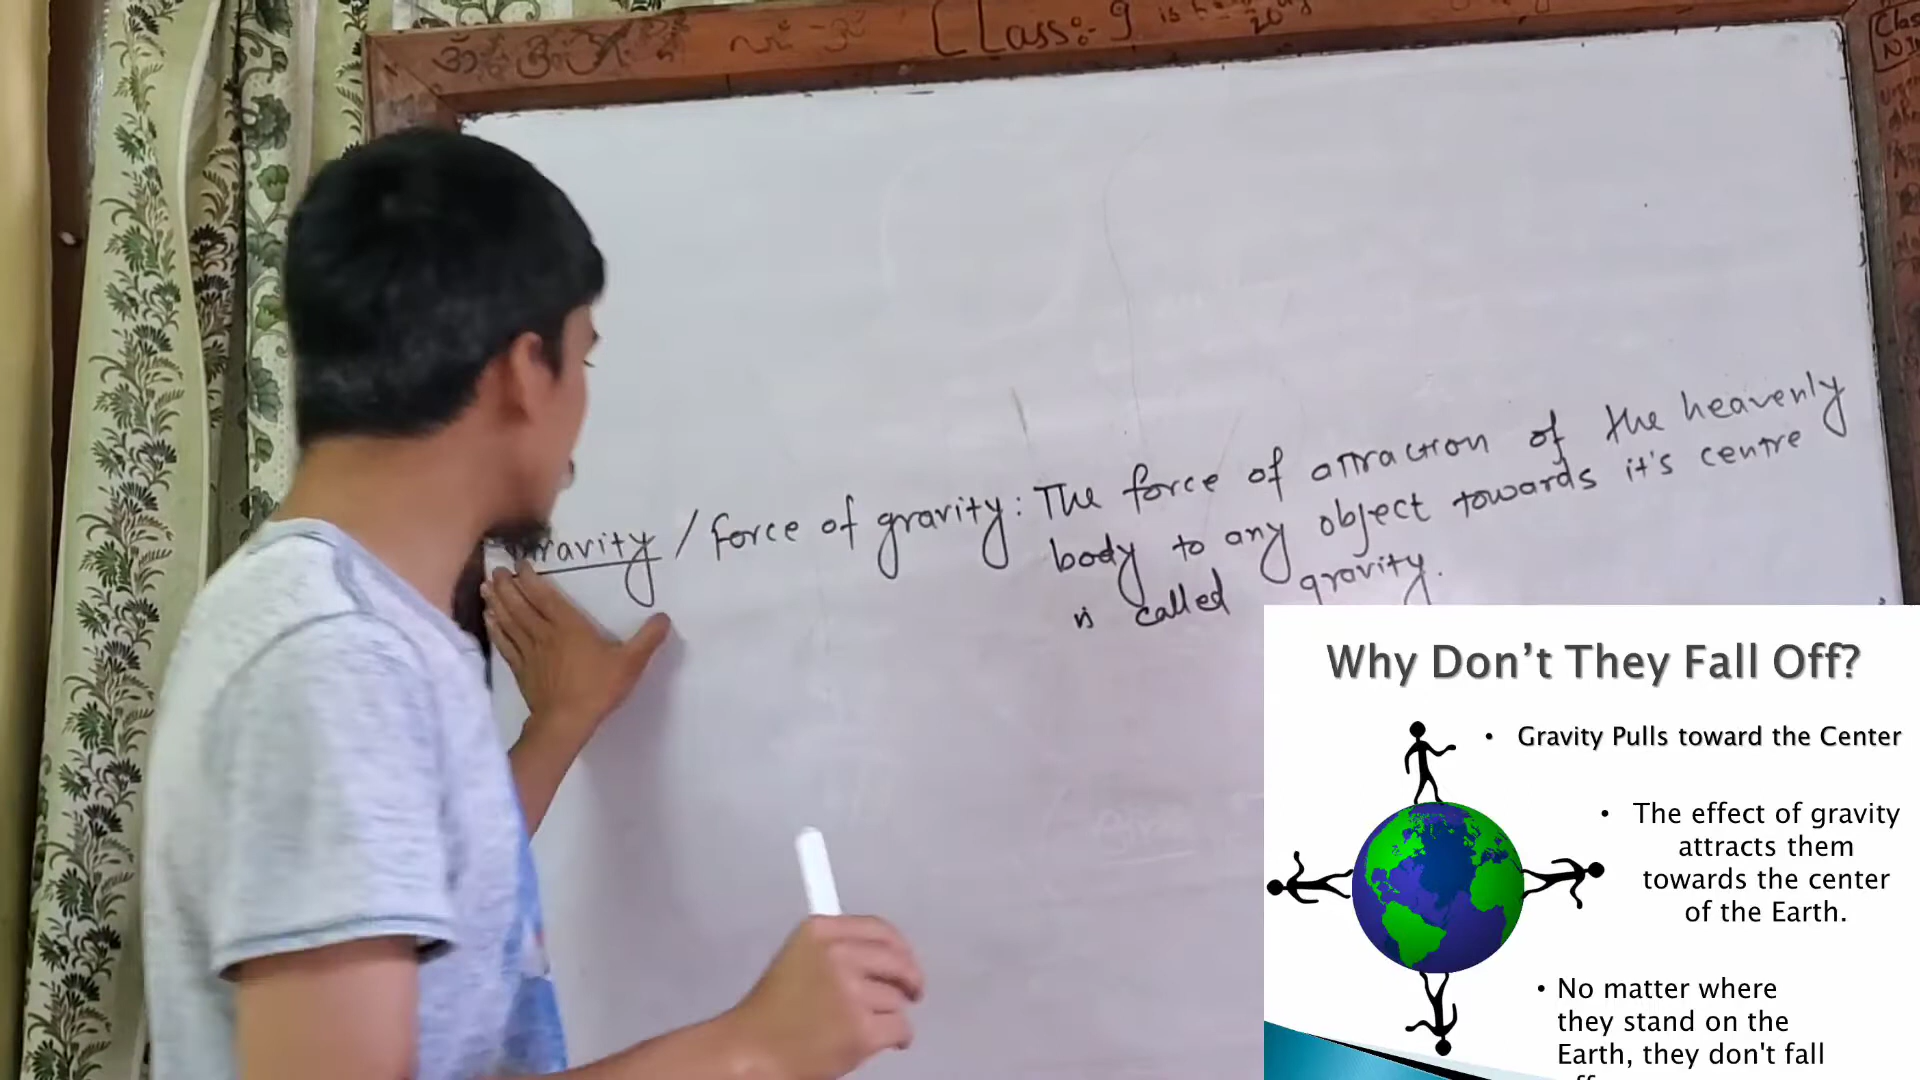 Class:- 9 is
20
Gravity / Force of gravity : The force of attraction of the heavenly
body to any object towards it's centre
is called gravity.
Why Don't They Fall Off?
• Gravity Pulls toward the Center
• The effect of gravity
attracts them
towards the center
of the Earth.
• No matter where
they stand on the
Earth, they don't fall